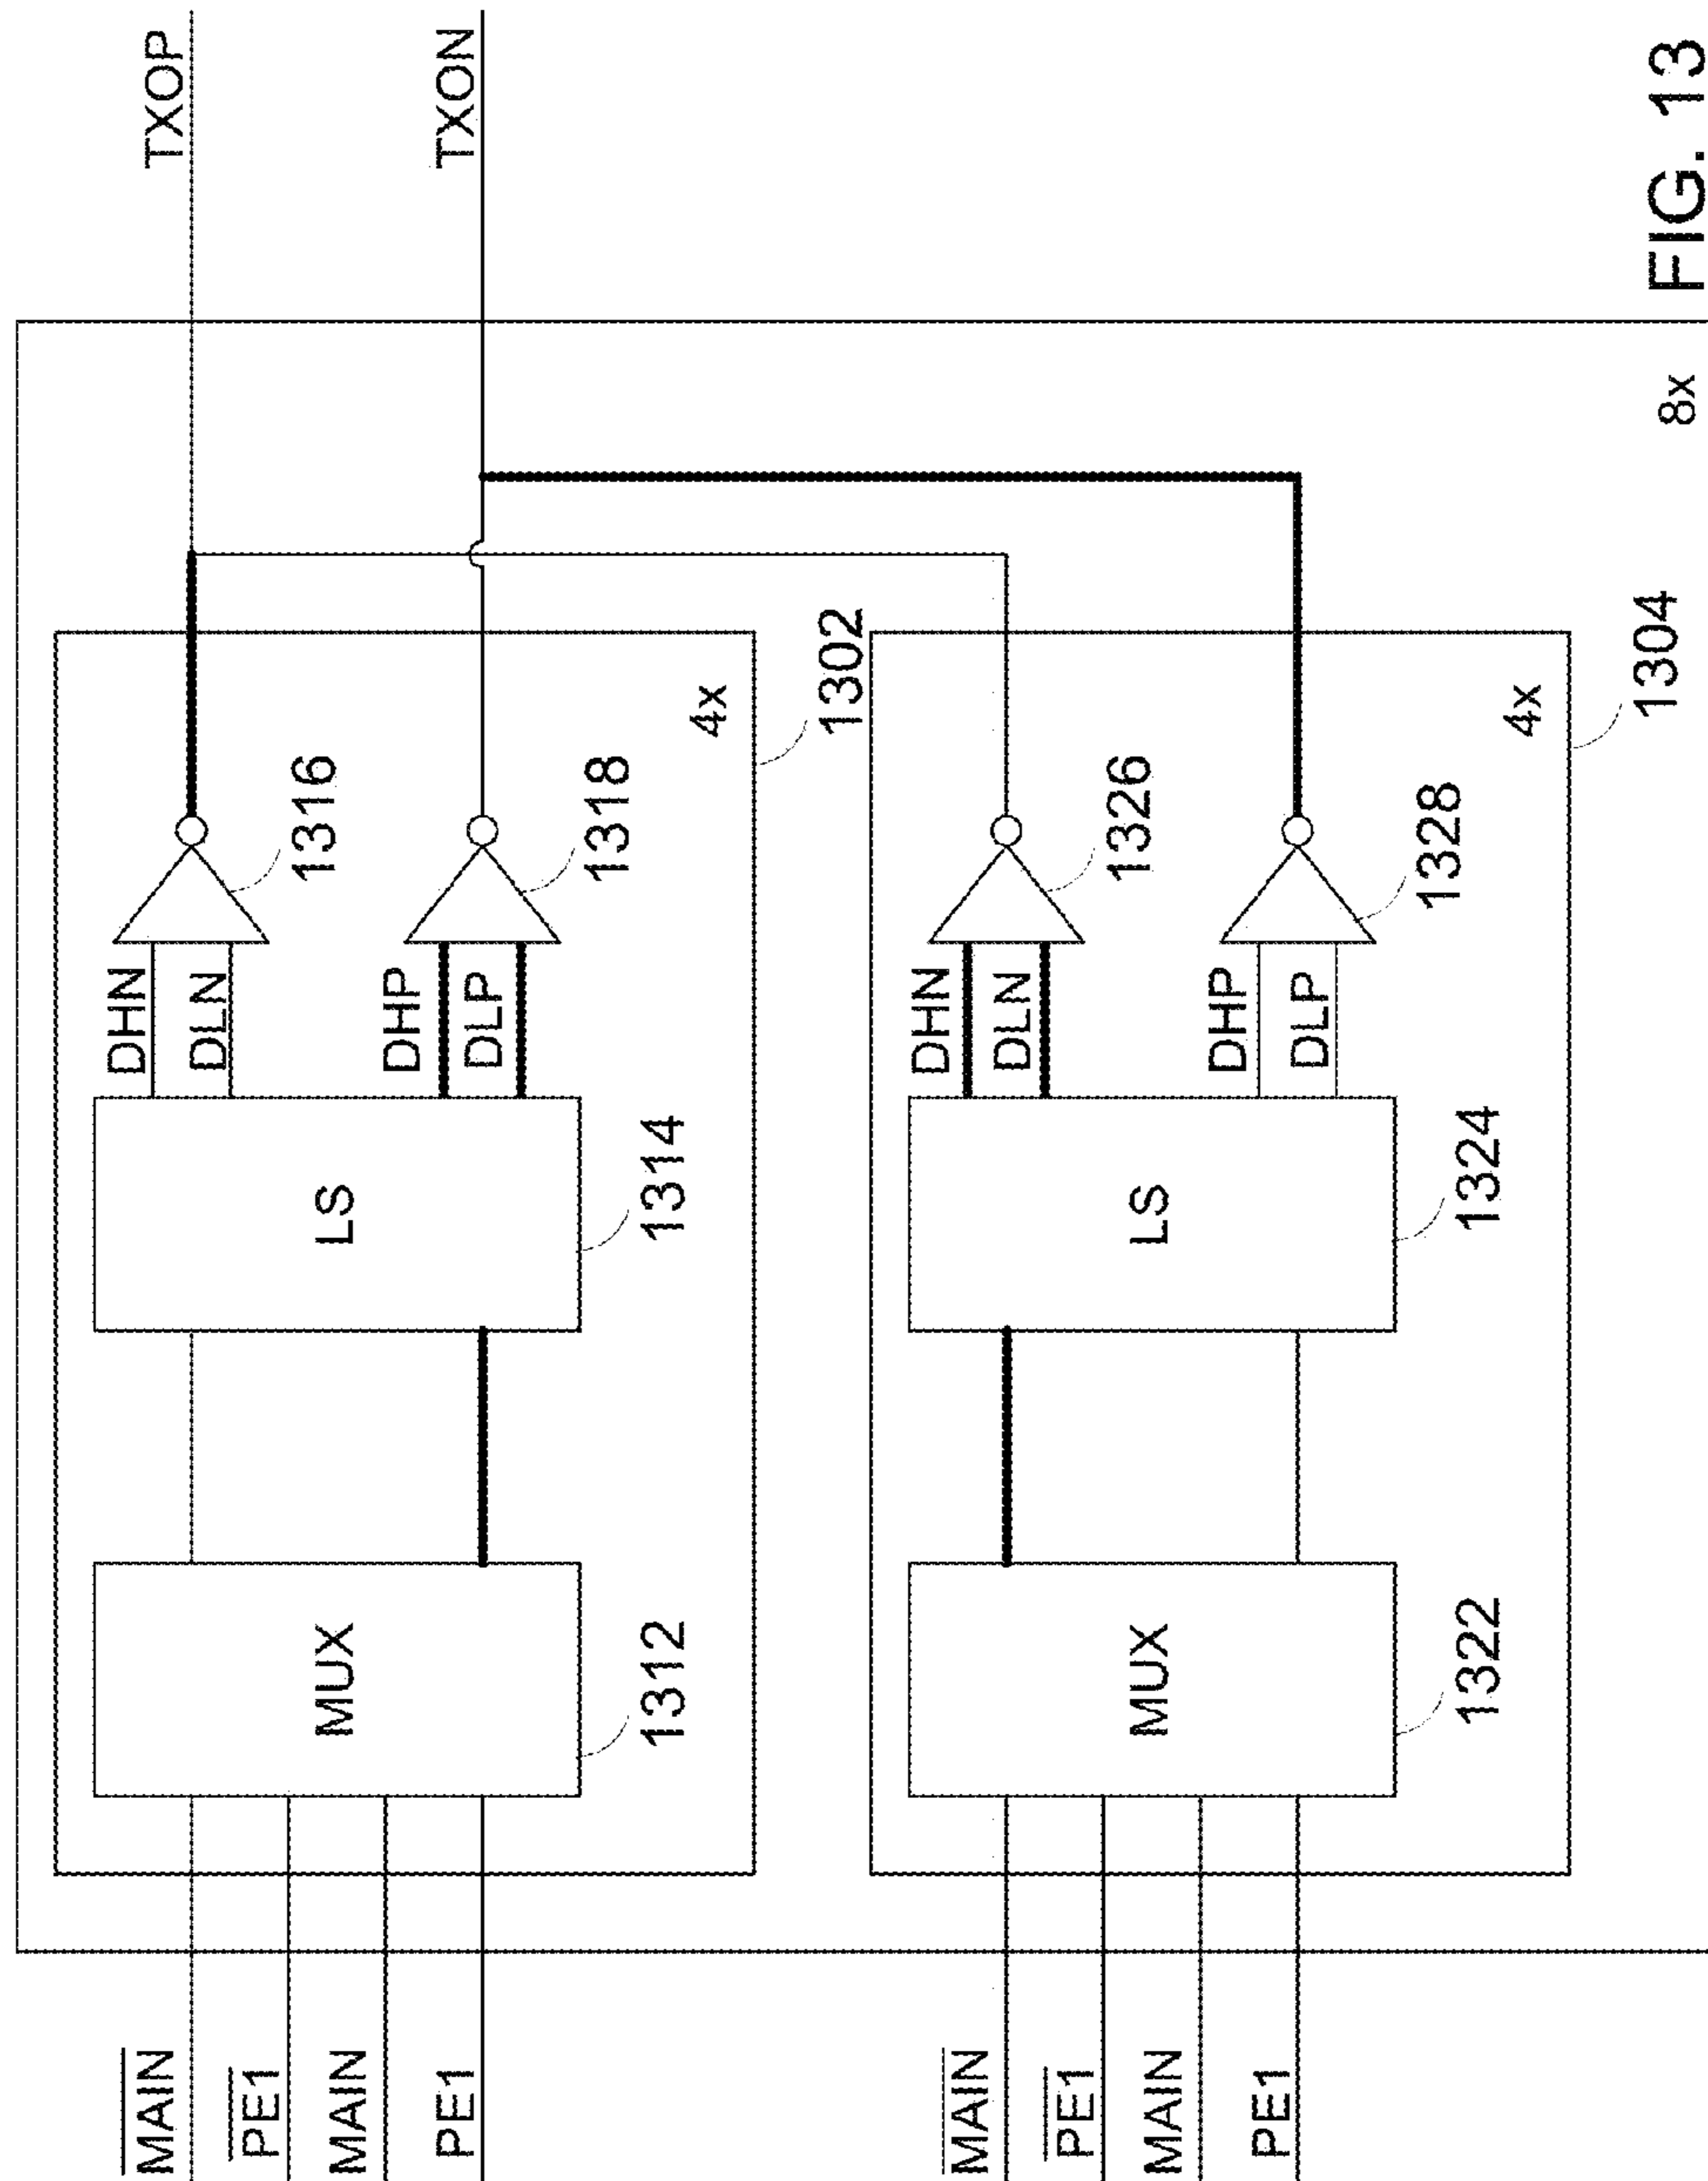 MAIN
PE1
MAIN
PE1
MUX
1312
LS
1314
DHN
DLN
DHP
DLP
1316
1318
4x
1302
TXOP
TXON
MAIN
PE1
MAIN
PE1
MUX
1322
LS
1324
DHN
DLN
DHP
DLP
1326
1328
4x
1304
8x
FIG. 13